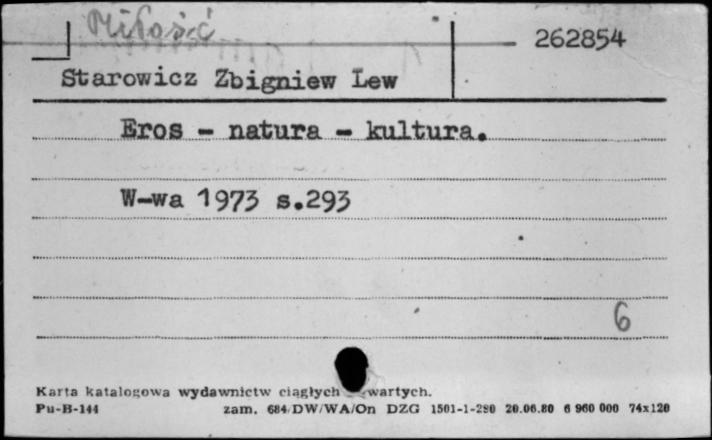 Miłość
262854
Starowicz Zbigniew Lew
Eros - natura - kultura.
W-wa 1973 s.293
6
Karta katalogowa wydawnictw ciągłych wartych.
Pu-B-144 zam. 684/DW/WA/On DZG 1501-1-280 20.06.80 6 960 000 74x120